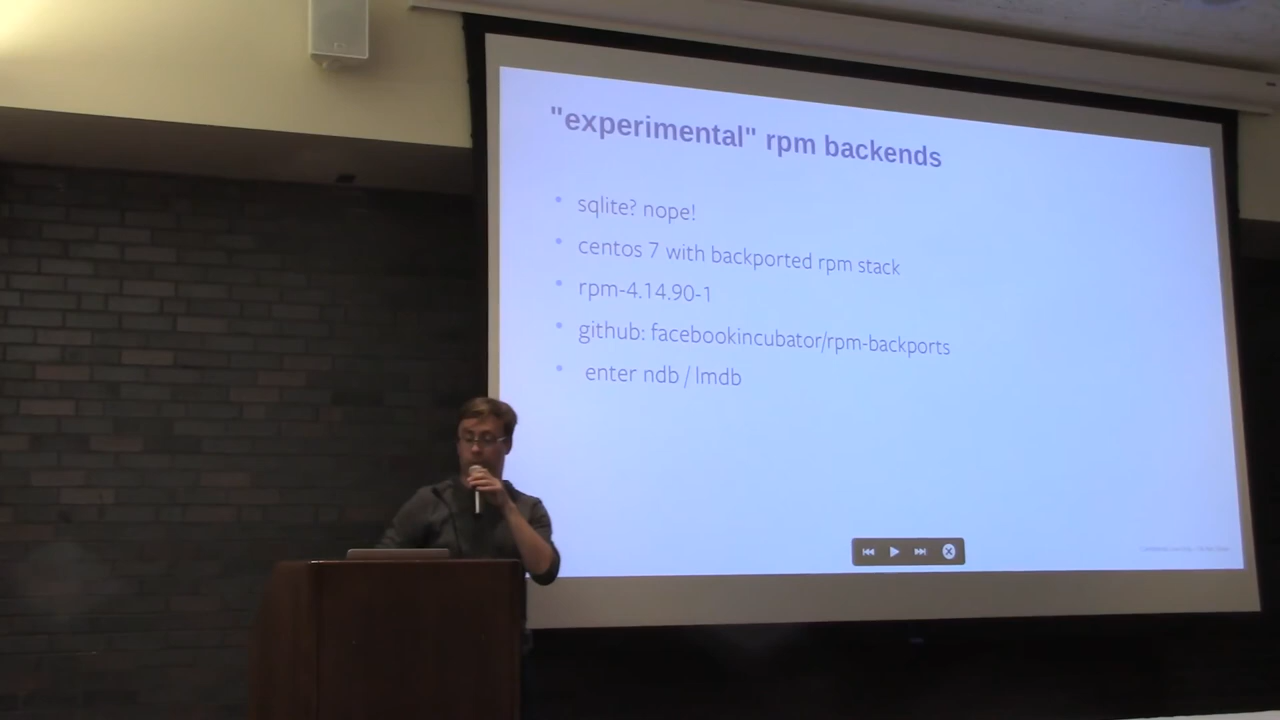 "experimental" rpm backends
sqlite? nope!
centos 7 with backported rpm stack
rpm-4.14.90-1
github: facebookincubator/rpm-backports
enter ndb / lmdb